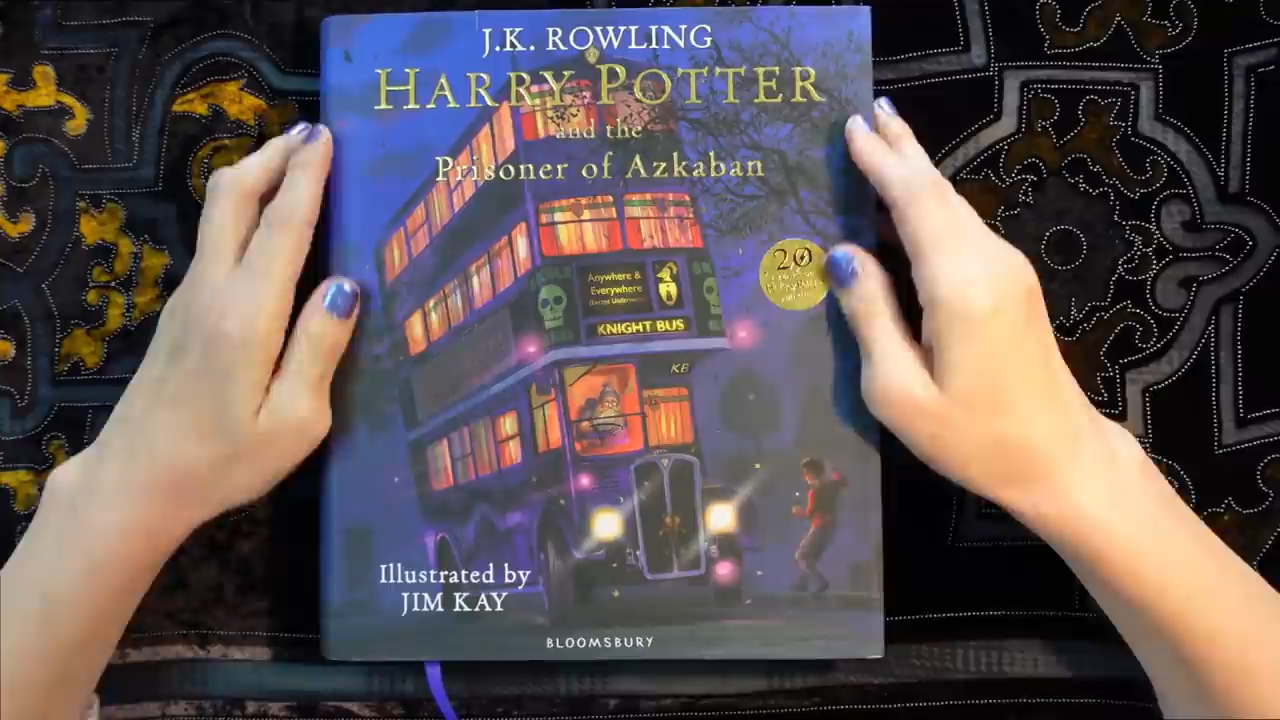 J.K. ROWLING
HARRY POTTER
and the
Prisoner of Azkaban
20
Anywhere &
Everywhere
KNIGHT BUS
KB
Illustrated by
JIM KAY
BLOOMSBURY